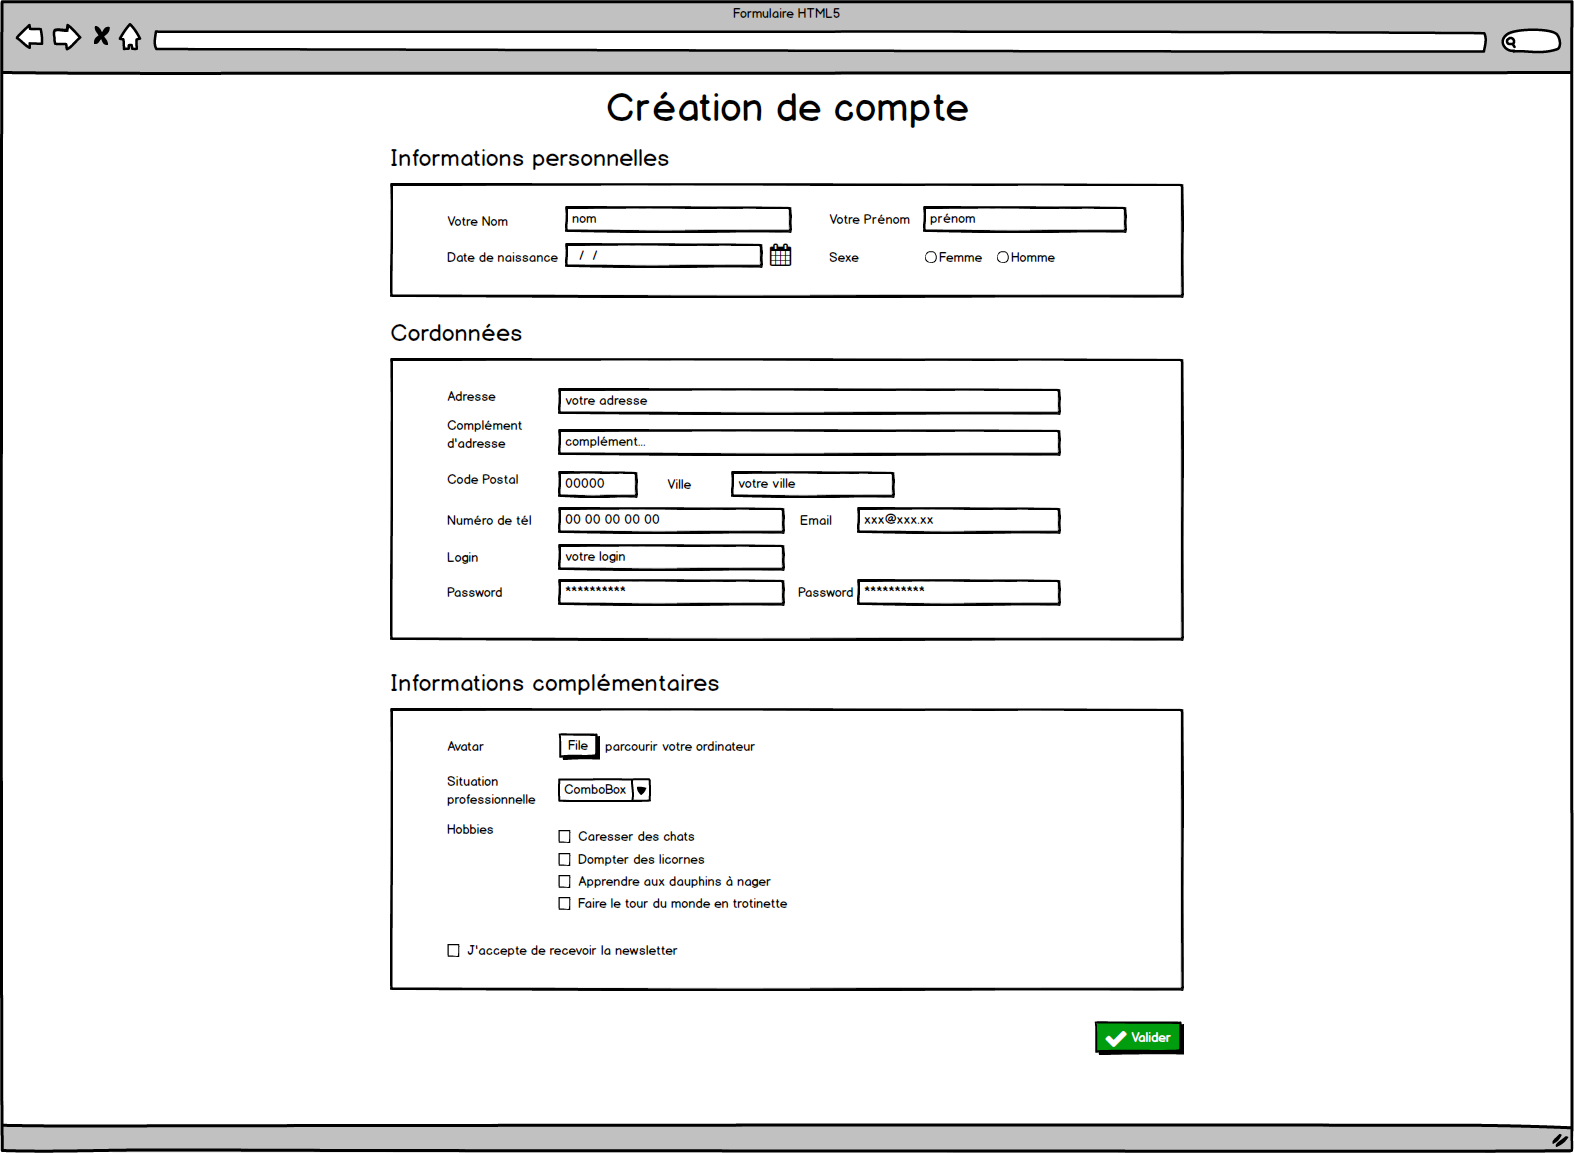 Formulaire HTML5
Création de compte
Informations personnelles
Votre Nom nom Votre Prénom prénom
Date de naissance / / Sexe Femme Homme
Cordonnées
Adresse votre adresse
Complément
d'adresse complément...
Code Postal 00000 Ville votre ville
Numéro de tél 00 00 00 00 00 Email xxx@xxx.xx
Login votre login
Password ********** Password **********
Informations complémentaires
Avatar File parcourir votre ordinateur
Situation
professionnelle ComboBox
Hobbies
Caresser des chats
Dompter des licornes
Apprendre aux dauphins à nager
Faire le tour du monde en trotinette
J'accepte de recevoir la newsletter
Valider